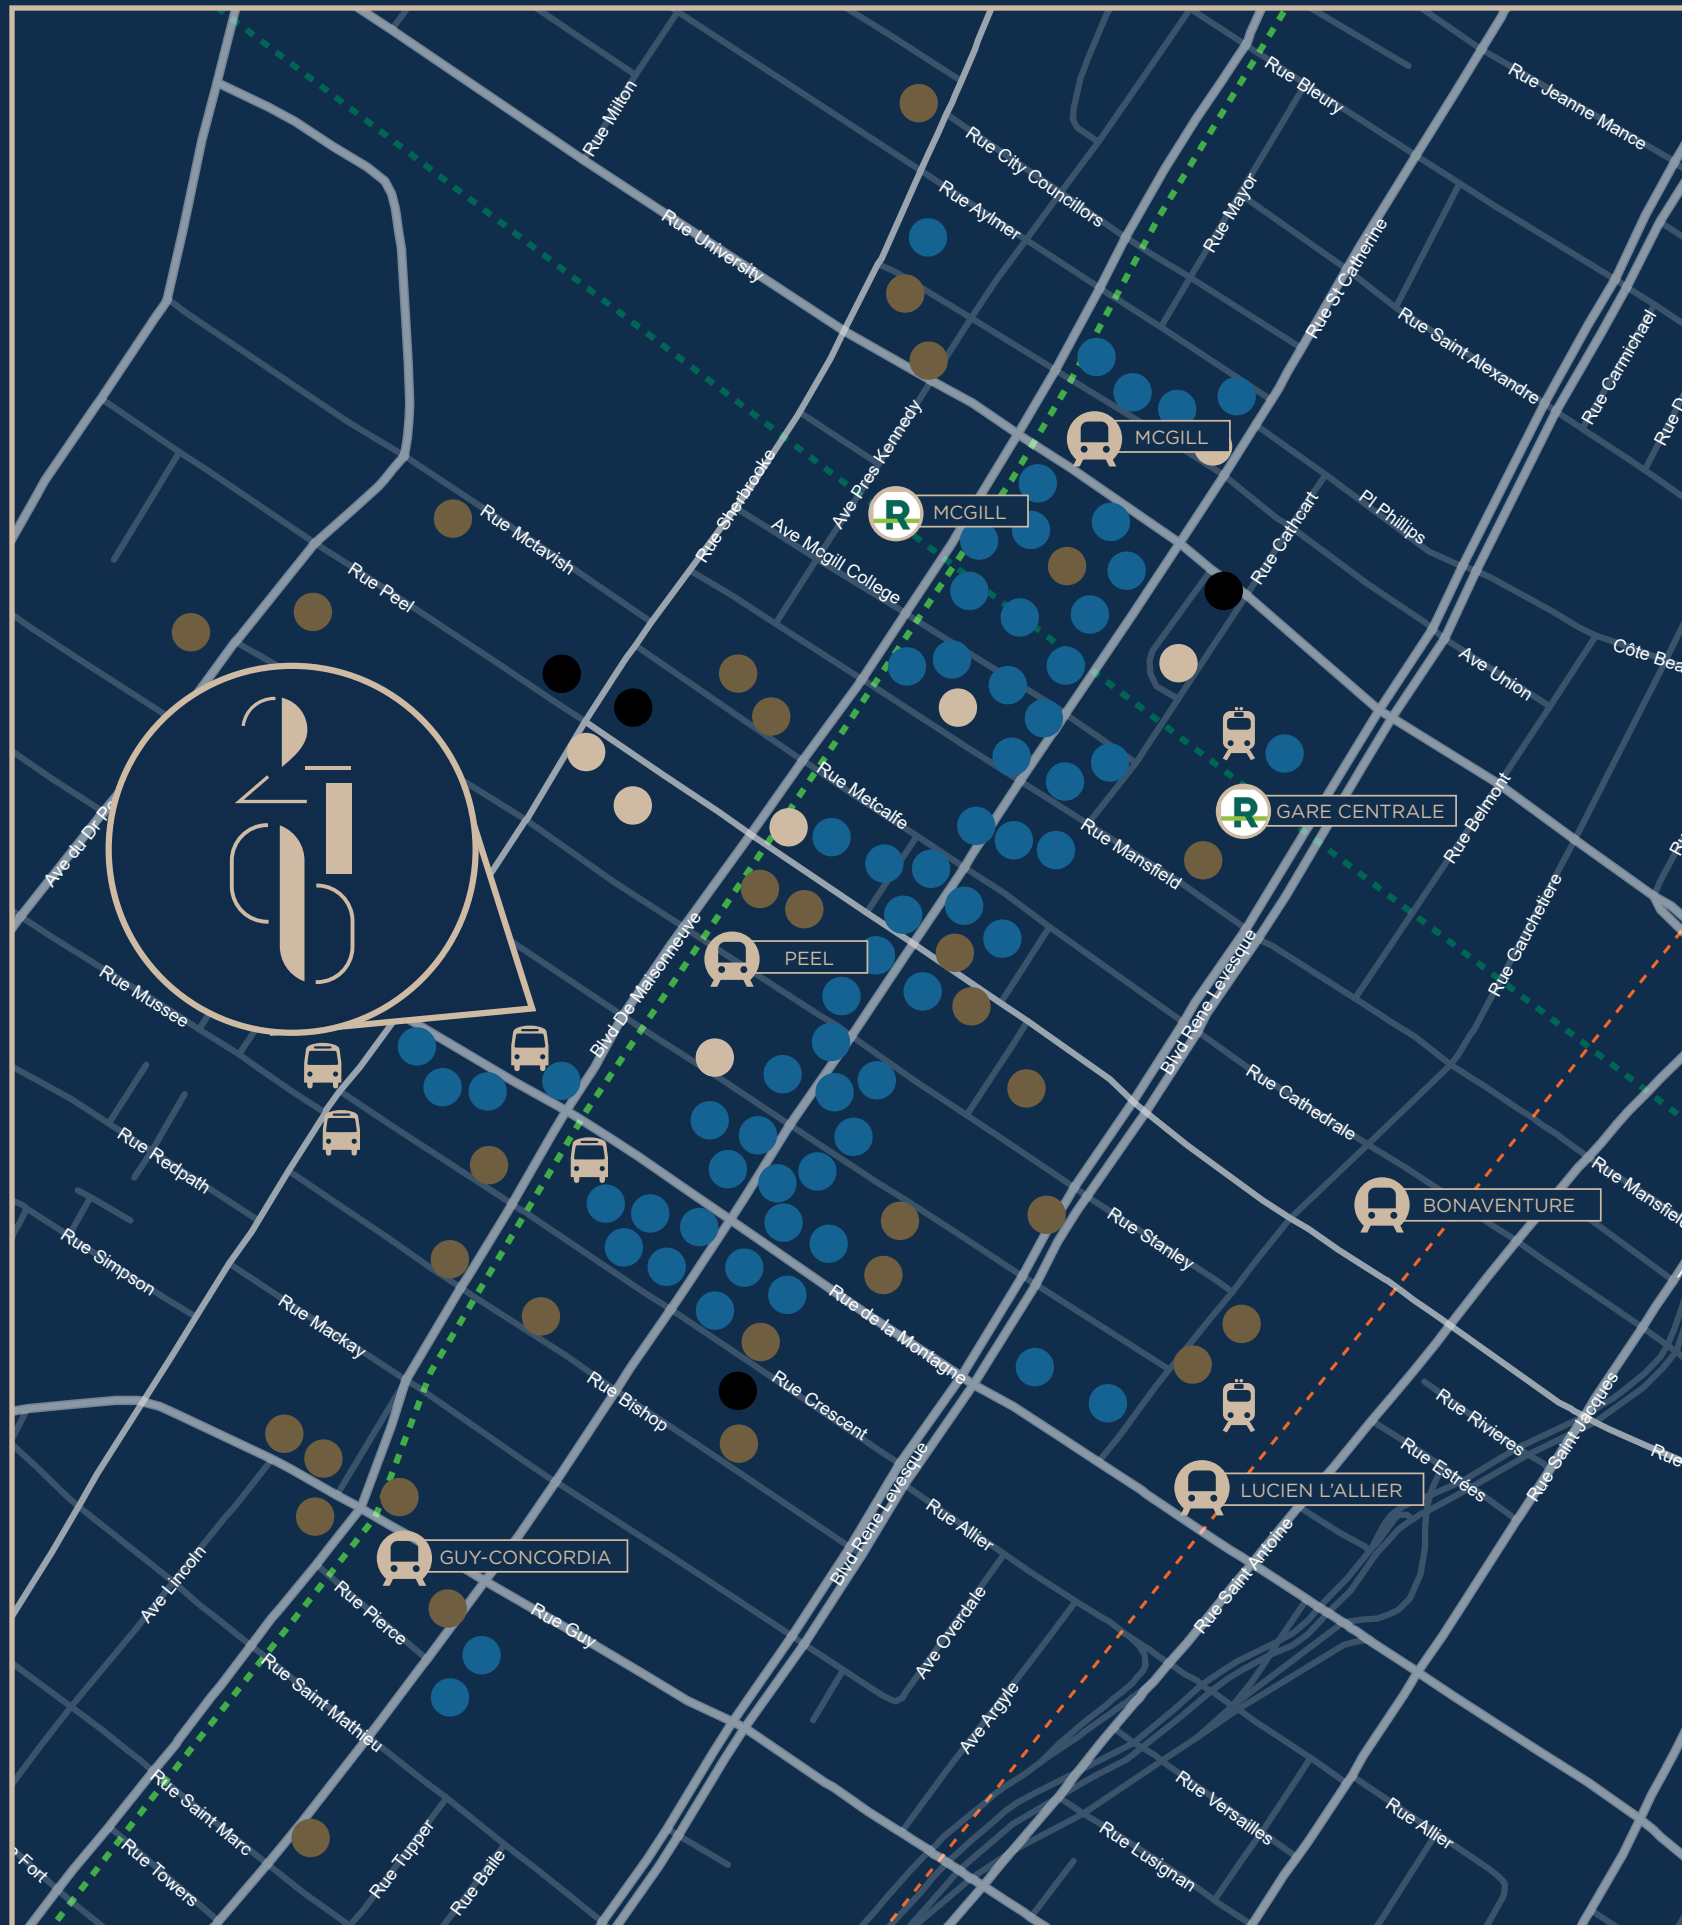 Rue Jeanne Mance
Rue Bleury
Rue Milton
Rue City Councillors
Rue Mayor
Rue Aylmer
Rue University
Rue St Catherine
Rue Saint Alexandre
Rue Carmichael
Ave Pres Kennedy
MCGILL
Rue Sherbrooke
Rue Mctavish
MCGILL
Pl Phillips
Rue Cathcart
Ave Mcgill College
Rue Peel
Côte Bea
Ave Union
Rue Metcalfe
Rue Belmont
GARE CENTRALE
Rue Mansfield
Ave du Dr
Rue Gauchetiere
Blvd De Maisonneuve
PEEL
Blvd Rene Levesque
Rue Mussee
Rue Cathedrale
Rue Redpath
Rue Mansfield
BONAVENTURE
Rue Stanley
Rue Simpson
Rue Mackay
Rue de la Montagne
Rue Bishop
Rue Crescent
Rue Rivieres
Rue Saint Jacques
Rue Estrées
Rue
LUCIEN L'ALLIER
Blvd Rene Levesque
Rue Allier
Rue Saint Antoine
GUY-CONCORDIA
Ave Lincoln
Rue Pierce
Rue Guy
Ave Overdale
Rue Saint Mathieu
Ave Argyle
Rue Saint Marc
Rue Versailles
Rue Allier
Rue Lusignan
Rue Tupper
Rue Towers
Rue Baile
Fort